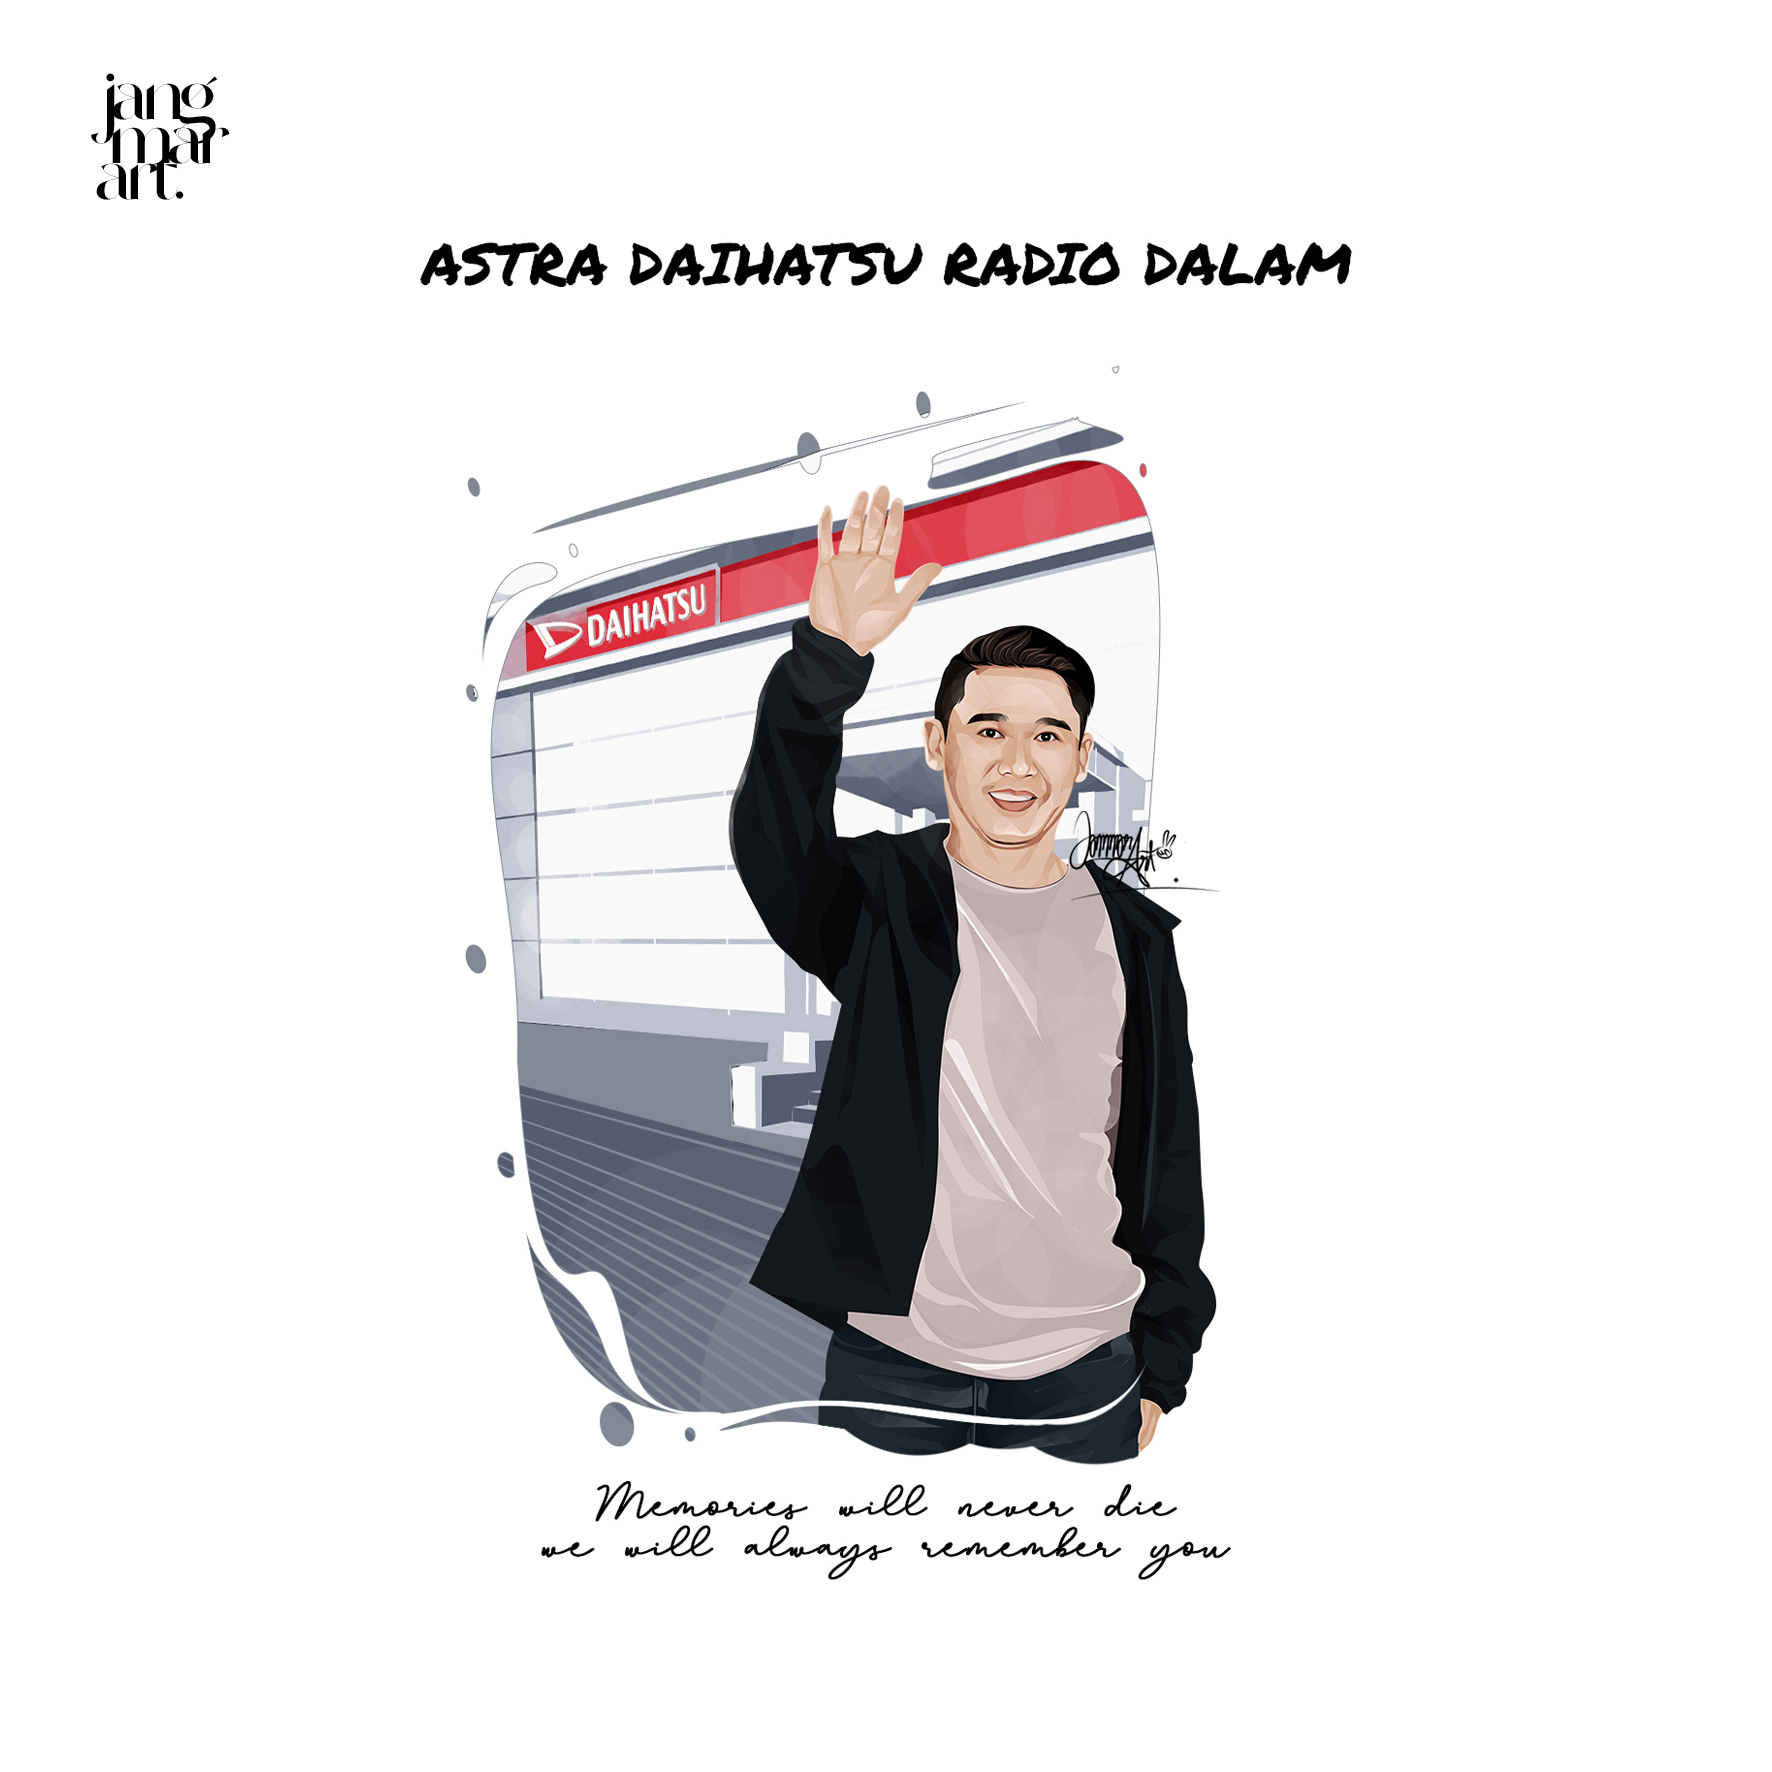 jang
mar
art.
ASTRA DAIHATSU RADIO DALAM
DAIHATSU
Memories will never die
we will always remember you